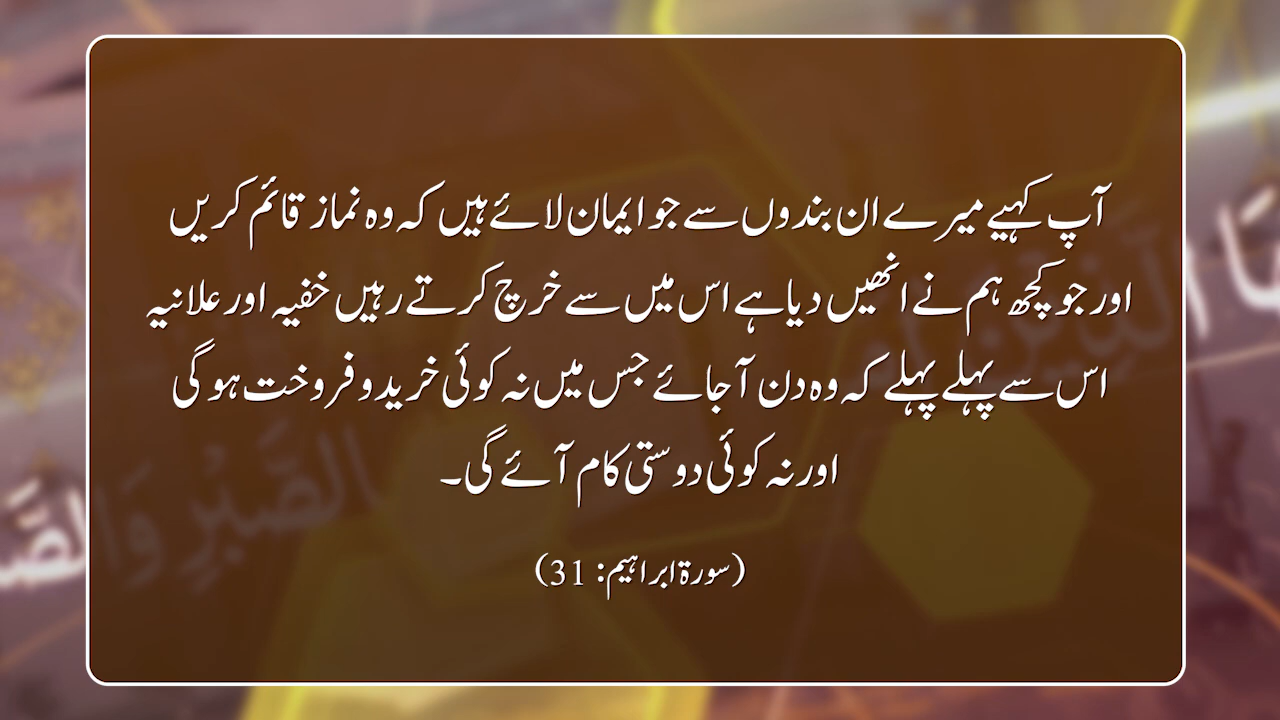 آپ کہیے میرے ان بندوں سے جو ایمان لائے ہیں کہ وہ نماز قائم کریں
اور جو کچھ ہم نے انھیں دیا ہے اس میں سے خرچ کرتے رہیں خفیہ اور علانیہ
اس سے پہلے پہلے کہ وہ دن آ جائے جس میں نہ کوئی خرید و فروخت ہو گی
اور نہ کوئی دوستی کام آئے گی۔
(سورۃ ابراہیم: 31)